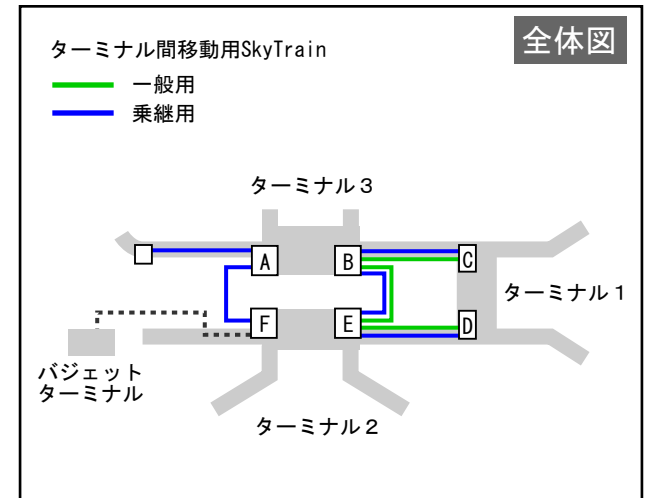 全体図
ターミナル間移動用SkyTrain
一般用
乗継用
ターミナル３
A
B
C
ターミナル１
F
E
D
バジェット
ターミナル
ターミナル２